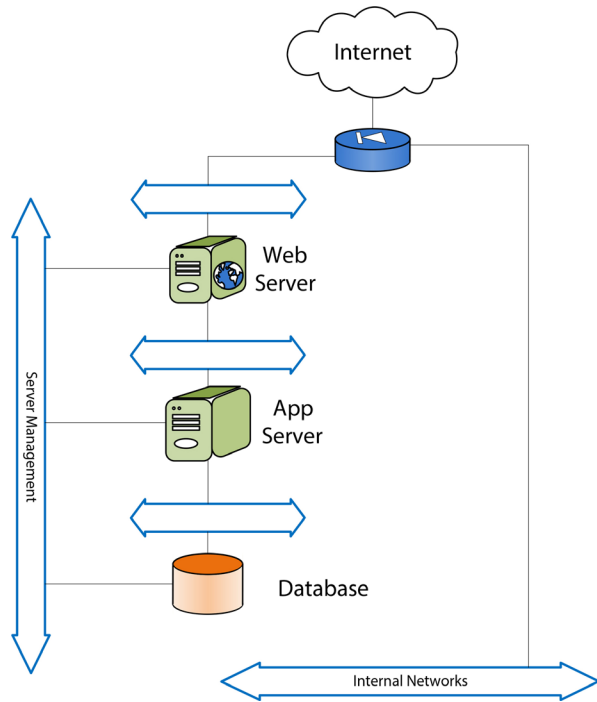 Internet
Web
Server
App
Server
Server Management
Database
Internal Networks